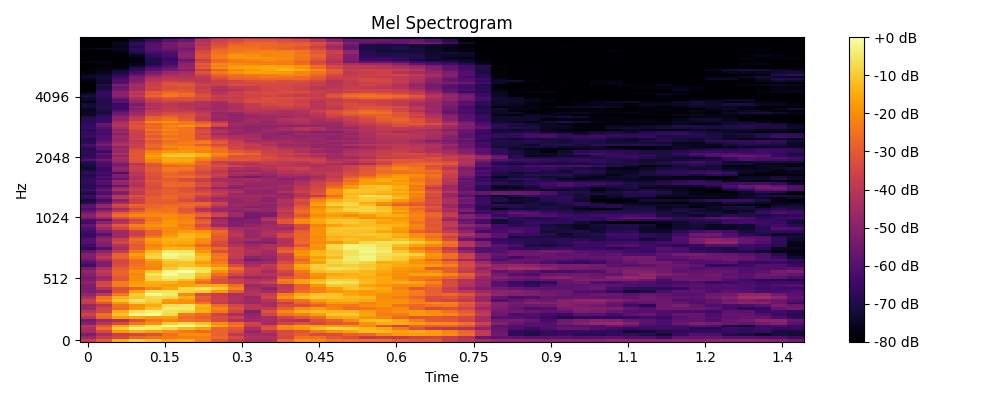 Mel Spectrogram
Hz
4096
2048
1024
512
0
0 0.15 0.3 0.45 0.6 0.75 0.9 1.1 1.2 1.4
Time
+0 dB
-10 dB
-20 dB
-30 dB
-40 dB
-50 dB
-60 dB
-70 dB
-80 dB